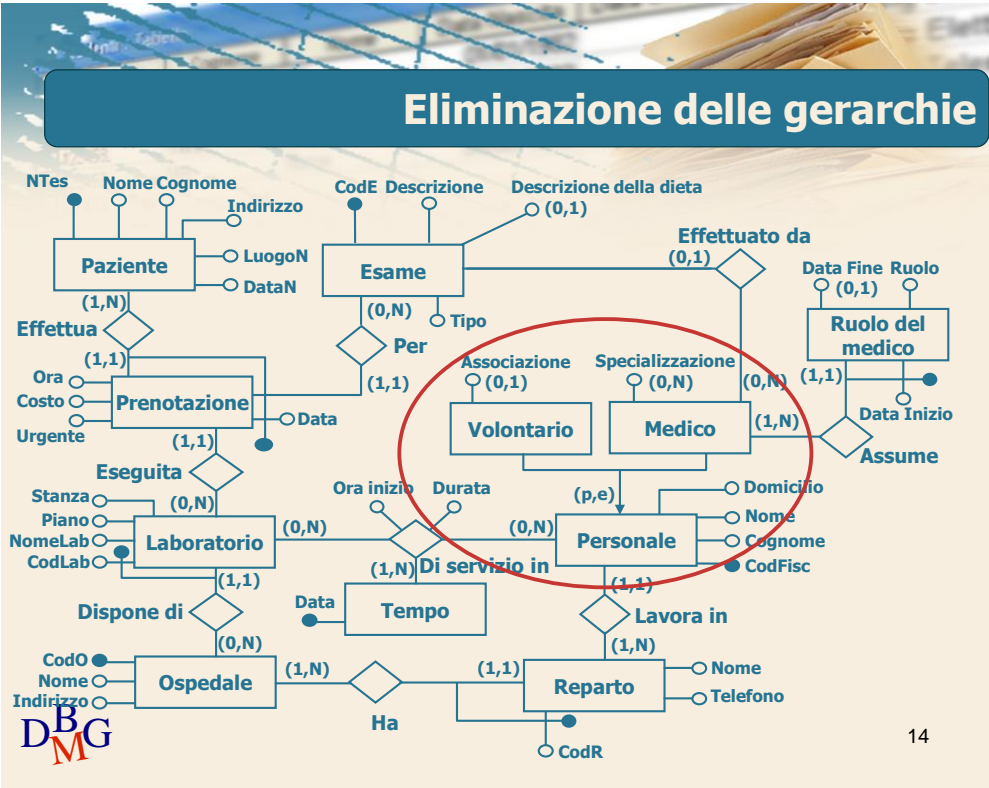 Eliminazione delle gerarchie
NTes Nome Cognome Indirizzo
CodE Descrizione Descrizione della dieta
(0,1)
Paziente
LuogoN
DataN
Esame
Effettuato da
(0,1)
Data Fine Ruolo
(0,1)
Ruolo del
medico
(1,N)
(0,N)
Tipo
Effettua
Per
(1,1)
(1,1)
Associazione
(0,1)
Specializzazione
(0,N)
(0,N)
(1,1)
Data Inizio
Ora
Costo
Urgente
Prenotazione
Data
Volontario
Medico
(1,N)
Assume
(1,1)
Eseguita
(0,N)
Stanza
Piano
NomeLab
CodLab
Laboratorio
(0,N)
Ora inizio Durata
(p,e)
(0,N)
Personale
Domicilio
Nome
Cognome
CodFisc
(1,N)
Di servizio in
(1,1)
(1,1)
Dispone di
Data
Tempo
Lavora in
(0,N)
(1,N)
CodO
Nome
Indirizzo
Ospedale
(1,N)
Ha
(1,1)
Reparto
Nome
Telefono
CodR
DBMG
14